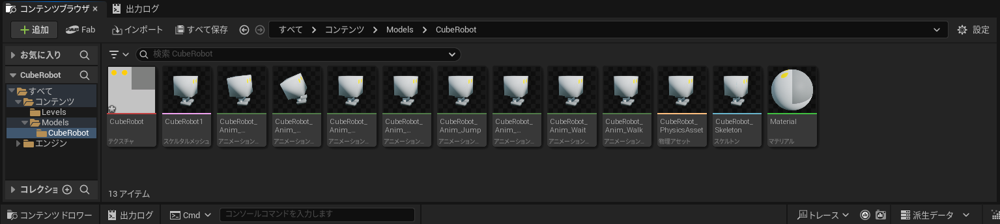 コンテンツブラウザ
出力ログ
追加
Fab
インポート
すべて保存
すべて
コンテンツ
Models
CubeRobot
設定
お気に入り
検索 CubeRobot
CubeRobot
すべて
コンテンツ
Levels
Models
CubeRobot
エンジン
コレクショ
CubeRobot
テクスチャ
CubeRobot1
スケルタルメッシュ
CubeRobot_
Anim_...
アニメーション...
CubeRobot_
Anim_...
アニメーション...
CubeRobot_
Anim_...
アニメーション...
CubeRobot_
Anim_...
アニメーション...
CubeRobot_
Anim_Jump
アニメーション...
CubeRobot_
Anim_...
アニメーション...
CubeRobot_
Anim_Wait
アニメーション...
CubeRobot_
Anim_Walk
アニメーション...
CubeRobot_
PhysicsAsset
物理アセット
CubeRobot_
Skeleton
スケルトン
Material
マテリアル
13 アイテム
コンテンツドロワー
出力ログ
Cmd
コンソールコマンドを入力します
トレース
派生データ